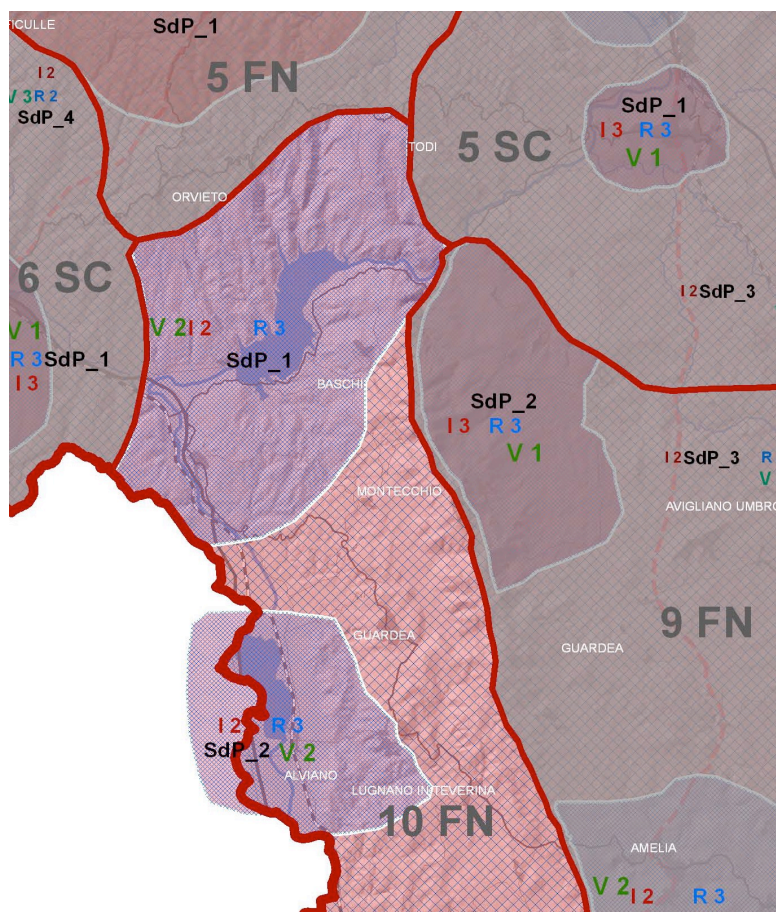 FICULLE
SdP_1
5 FN
I 2
V 3 R 2
SdP_4
SdP_1
I 3 R 3
V 1
TODI
5 SC
ORVIETO
6 SC
I 2 SdP_3
V 2 I 2 R 3
SdP_1
V 1
R 3 SdP_1
I 3
BASCHI
SdP_2
I 3 R 3
V 1
I 2 SdP_3 R
V
MONTECCHIO
AVIGLIANO UMBRO
9 FN
GUARDEA
GUARDEA
I 2 R 3
SdP_2 V 2
ALVIANO
LUGNANO IN TEVERINA
10 FN
AMELIA
V 2 I 2 R 3